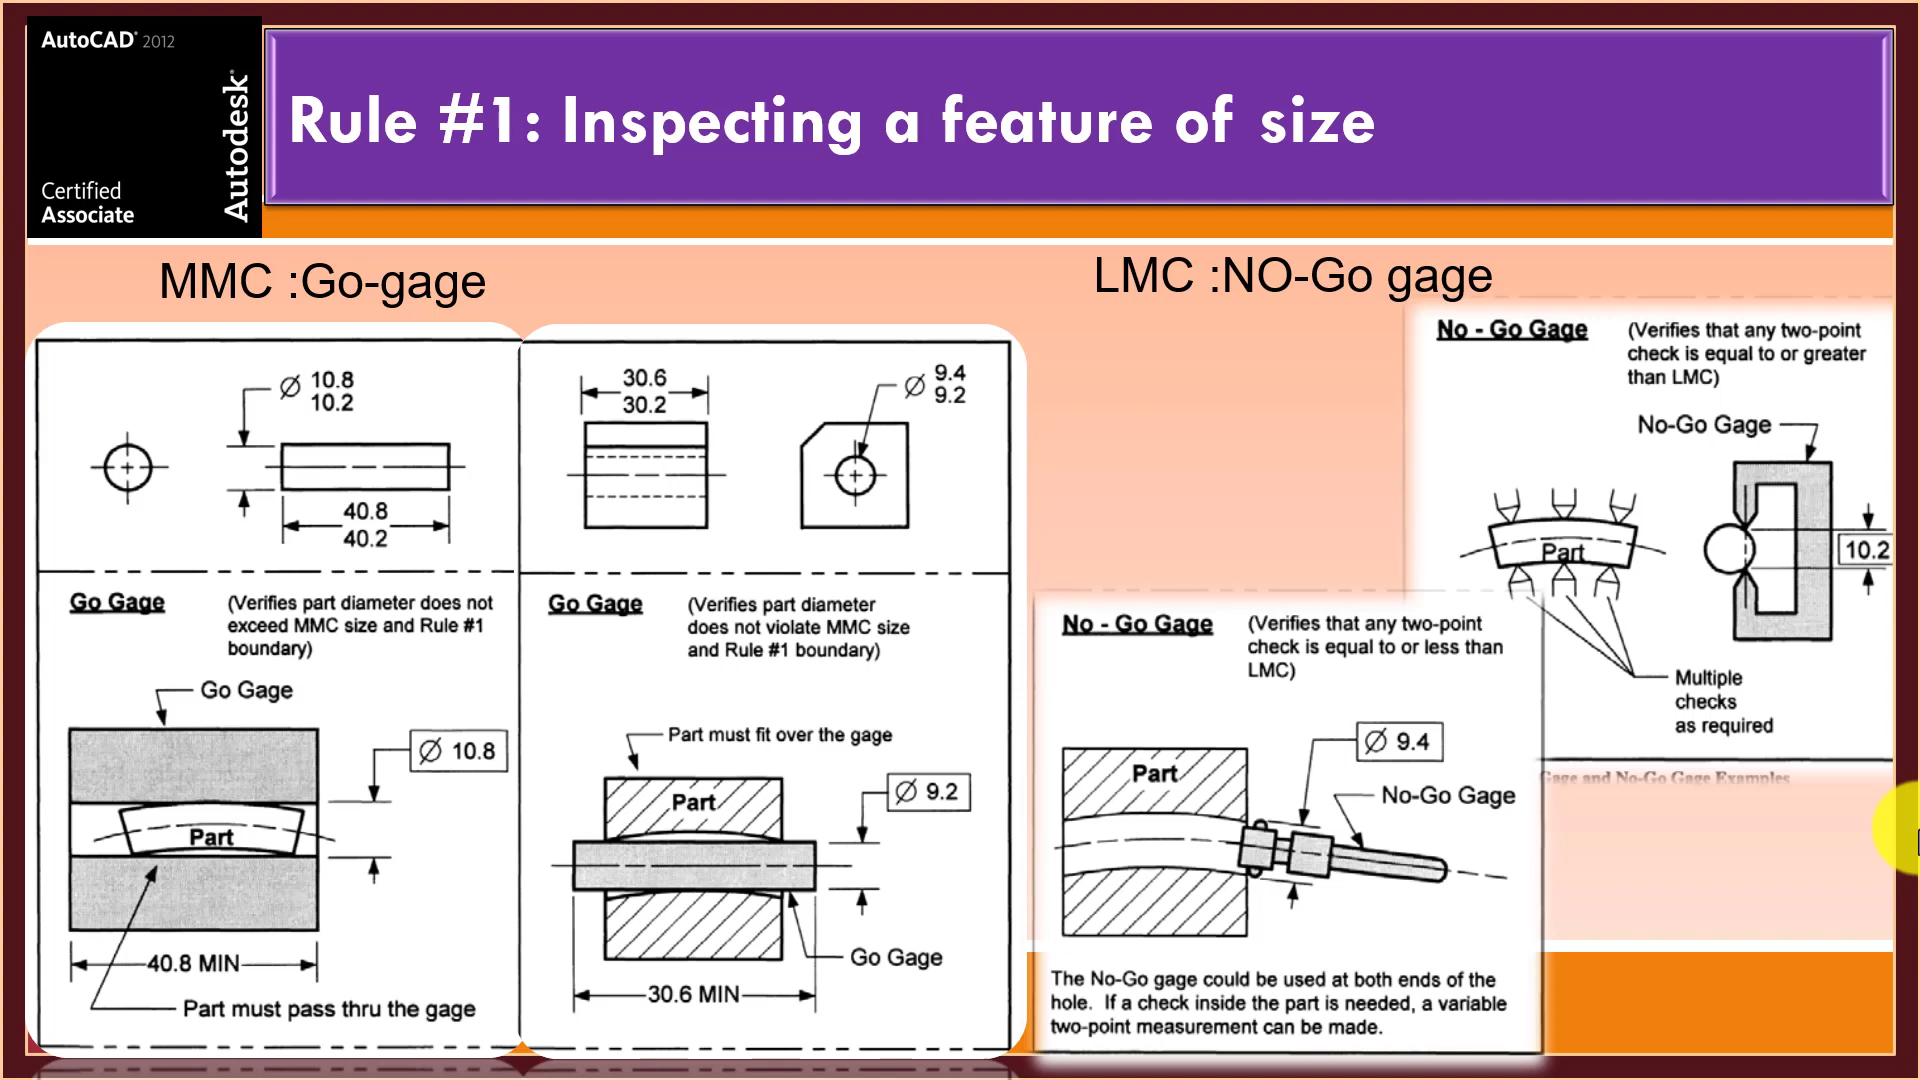 AutoCAD® 2012
Autodesk®
Certified
Associate
Rule #1: Inspecting a feature of size
MMC :Go-gage
LMC :NO-Go gage
∅ 10.8
10.2
40.8
40.2
Go Gage
(Verifies part diameter does not
exceed MMC size and Rule #1
boundary)
Go Gage
∅ 10.8
Part
40.8 MIN
Part must pass thru the gage
30.6
30.2
∅ 9.4
9.2
Go Gage
(Verifies part diameter
does not violate MMC size
and Rule #1 boundary)
Part must fit over the gage
Part
∅ 9.2
Go Gage
30.6 MIN
No - Go Gage
(Verifies that any two-point
check is equal to or less than
LMC)
Part
∅ 9.4
No-Go Gage
The No-Go gage could be used at both ends of the
hole. If a check inside the part is needed, a variable
two-point measurement can be made.
No - Go Gage
(Verifies that any two-point
check is equal to or greater
than LMC)
No-Go Gage
Part
10.2
Multiple
checks
as required
Gage and No-Go Gage Examples